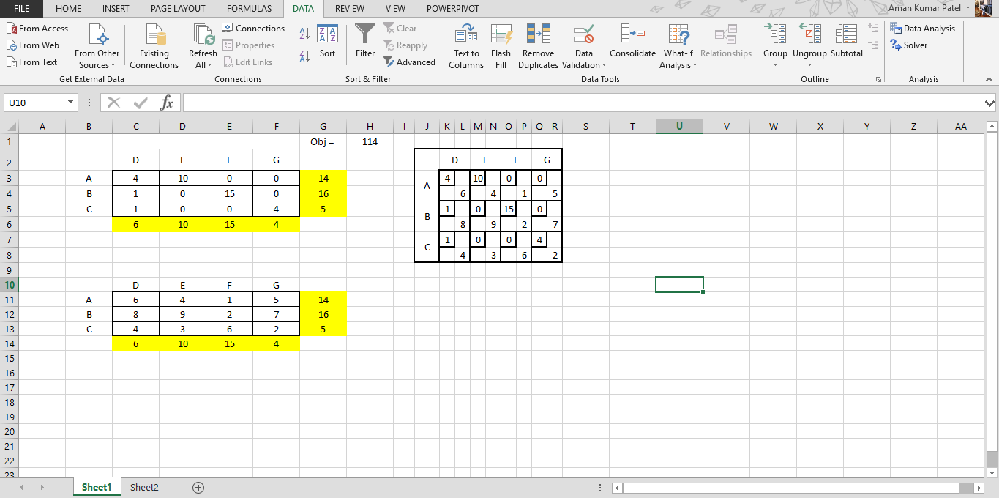 FILE HOME INSERT PAGE LAYOUT FORMULAS DATA REVIEW VIEW POWERPIVOT Aman Kumar Patel
From Access
From Web
From Text
From Other Sources
Existing Connections
Get External Data
Refresh All
Connections
Properties
Edit Links
Connections
Sort
Filter
Clear
Reapply
Advanced
Sort & Filter
Text to Columns
Flash Fill
Remove Duplicates
Data Validation
Consolidate
What-If Analysis
Relationships
Data Tools
Group
Ungroup
Subtotal
Outline
Data Analysis
Solver
Analysis
U10 fx
A B C D E F G H I J K L M N O P Q R S T U V W X Y Z AA
1 Obj = 114
2 D E F G D E F G
3 A 4 10 0 0 14 4 10 0 0
A
4 B 1 0 15 0 16 6 4 1 5
5 C 1 0 0 4 5 1 0 15 0
B
6 6 10 15 4 8 9 2 7
7 1 0 0 4
C
8 4 3 6 2
9
10 D E F G
11 A 6 4 1 5 14
12 B 8 9 2 7 16
13 C 4 3 6 2 5
14 6 10 15 4
15
16
17
18
19
20
21
22
23
Sheet1 Sheet2